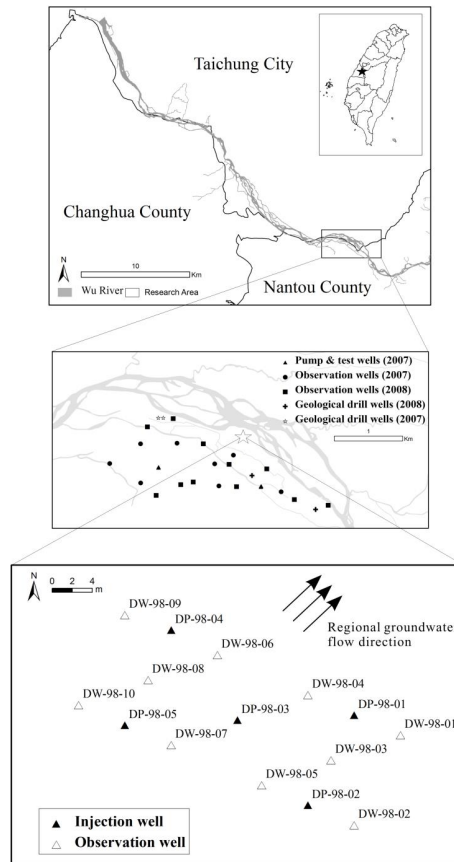 Taichung City
Changhua County
Nantou County
N
10
Km
Wu River
Research Area
Pump & test wells (2007)
Observation wells (2007)
Observation wells (2008)
Geological drill wells (2008)
Geological drill wells (2007)
1
Km
N
0 2 4
m
Regional groundwater
flow direction
DW-98-09
DP-98-04
DW-98-06
DW-98-08
DW-98-04
DW-98-10
DP-98-05
DP-98-03
DP-98-01
DW-98-01
DW-98-07
DW-98-03
DW-98-05
DP-98-02
DW-98-02
Injection well
Observation well